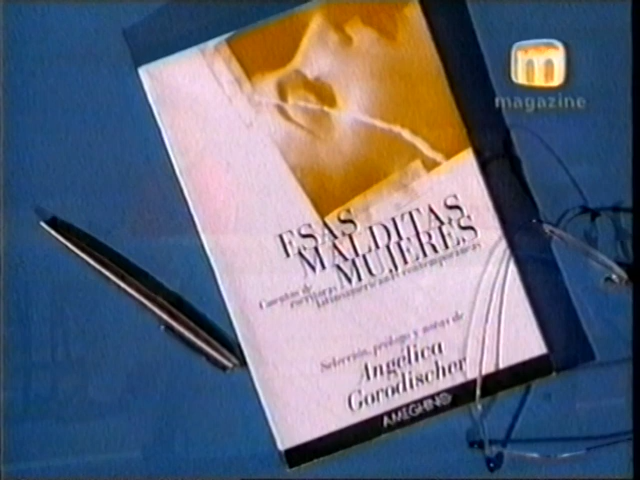 m
magazine
ESAS
MALDITAS
MUJERES
Cuentos de
escritoras
latinoamericanas contemporáneas
Selección, prólogo y notas de
Angélica
Gorodischer
AMEGHINO